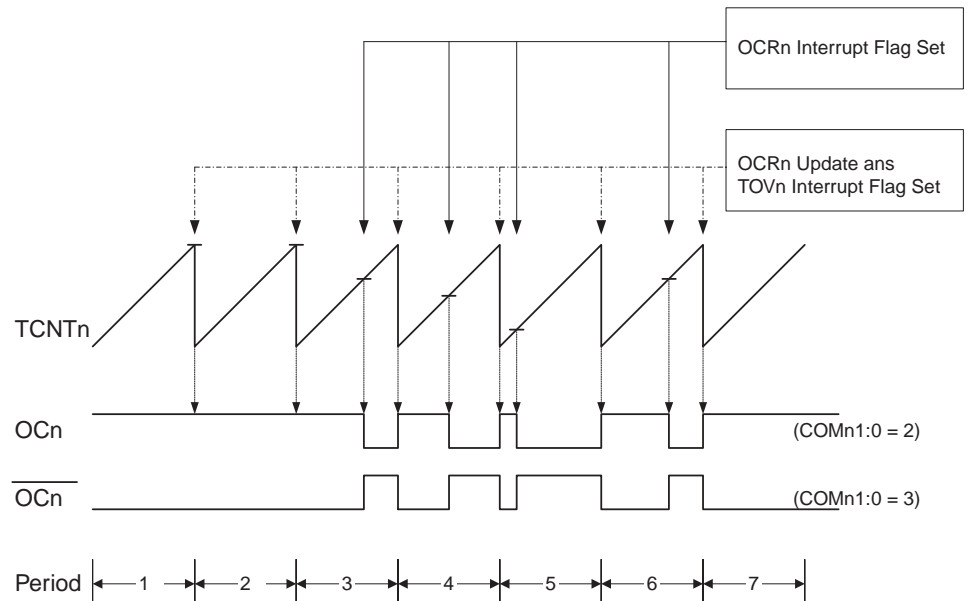 OCRn Interrupt Flag Set
OCRn Update ans
TOVn Interrupt Flag Set
TCNTn
OCn
(COMn1:0 = 2)
OCn
(COMn1:0 = 3)
Period
1
2
3
4
5
6
7